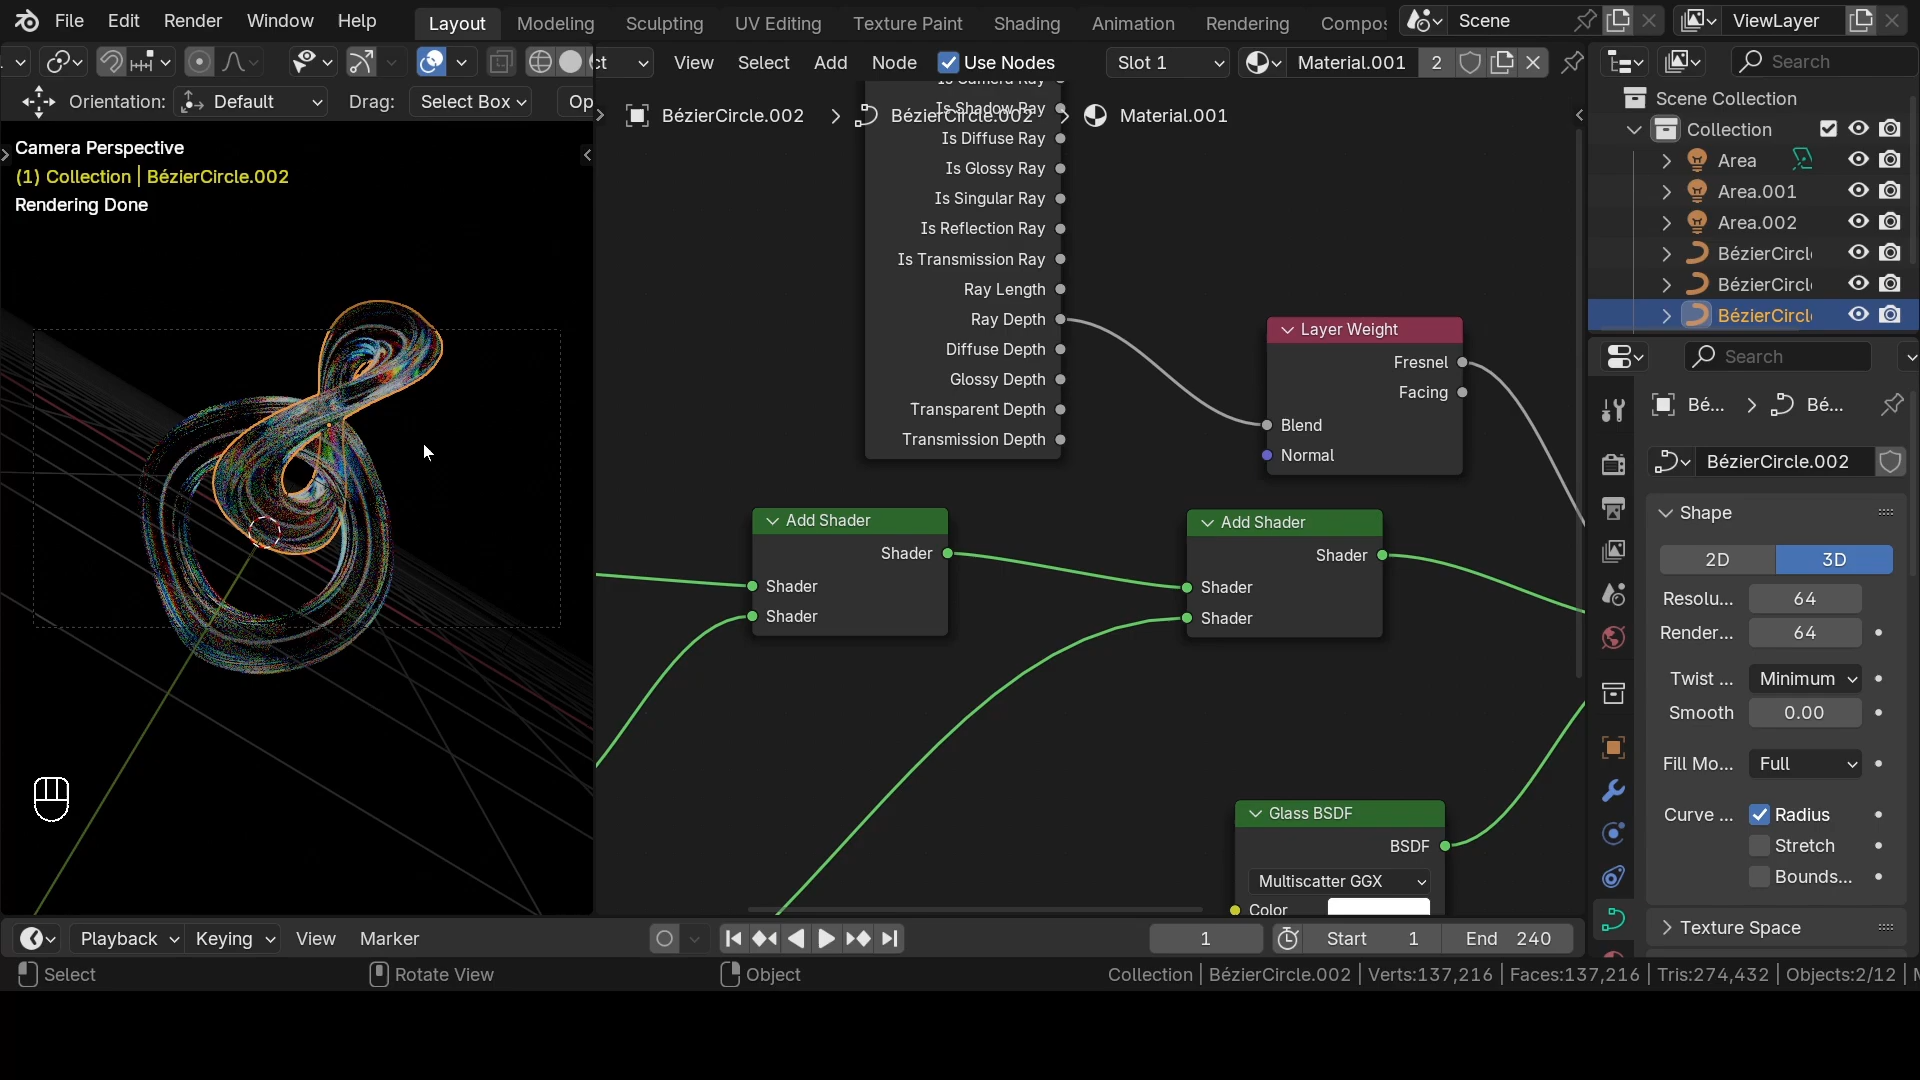 File Edit Render Window Help Layout Modeling Sculpting UV Editing Texture Paint Shading Animation Rendering Compos Scene ViewLayer
View Select Add Node Use Nodes Slot 1 Material.001 2 Search
Orientation: Default Drag: Select Box Op
BézierCircle.002 > BézierCircle.002 > Material.001
Camera Perspective
(1) Collection | BézierCircle.002
Rendering Done
Is Camera Ray
Is Shadow Ray
Is Diffuse Ray
Is Glossy Ray
Is Singular Ray
Is Reflection Ray
Is Transmission Ray
Ray Length
Ray Depth
Diffuse Depth
Glossy Depth
Transparent Depth
Transmission Depth
Layer Weight
Fresnel
Facing
Blend
Normal
Add Shader
Shader
Shader
Shader
Add Shader
Shader
Shader
Shader
Glass BSDF
BSDF
Multiscatter GGX
Color
Scene Collection
Collection
Area
Area.001
Area.002
BézierCircl
BézierCircl
BézierCircl
Search
Bé... > Bé...
BézierCircle.002
Shape
2D 3D
Resolu... 64
Render... 64
Twist ... Minimum
Smooth 0.00
Fill Mo... Full
Curve ... Radius
Stretch
Bounds...
Texture Space
Playback Keying View Marker 1 Start 1 End 240
Select Rotate View Object Collection | BézierCircle.002 | Verts:137,216 | Faces:137,216 | Tris:274,432 | Objects:2/12 |